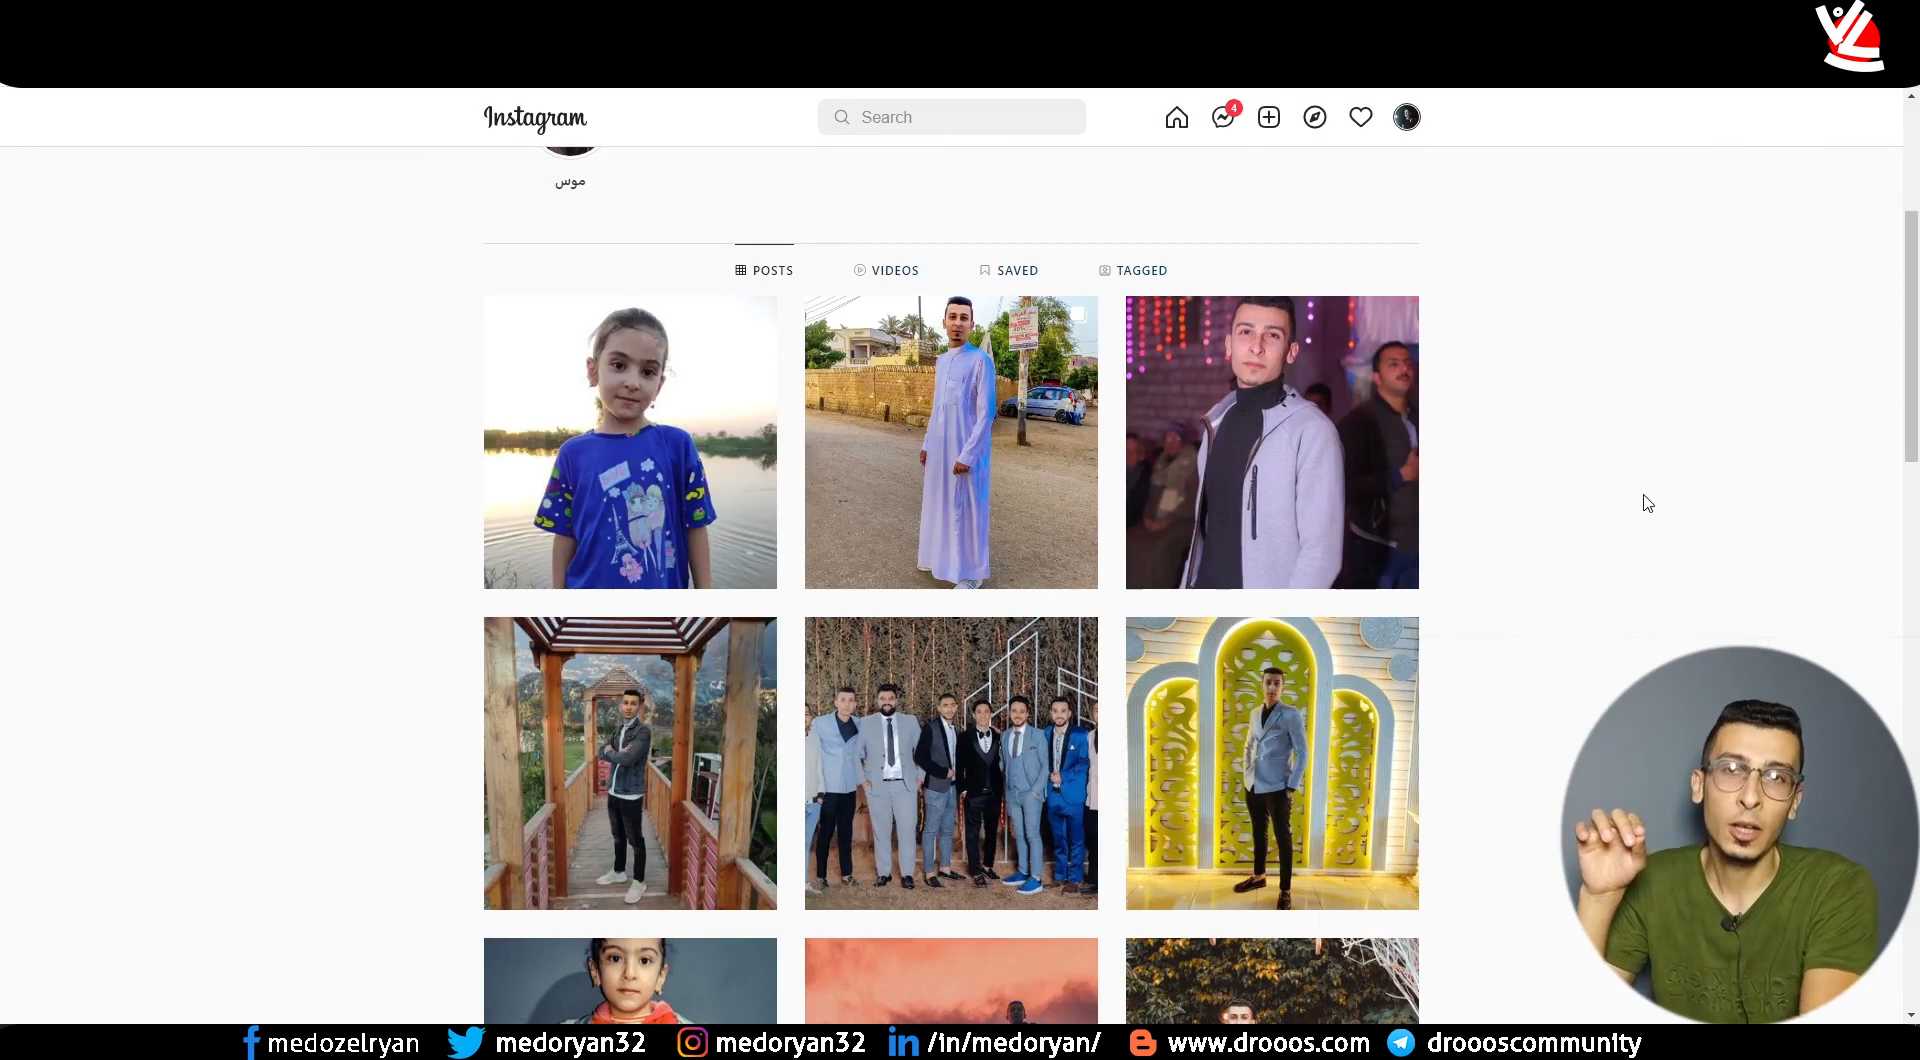 Instagram
Search
4
موس
POSTS
VIDEOS
SAVED
TAGGED
medozelryan
medoryan32
medoryan32
/in/medoryan/
www.drooos.com
droooscommunity